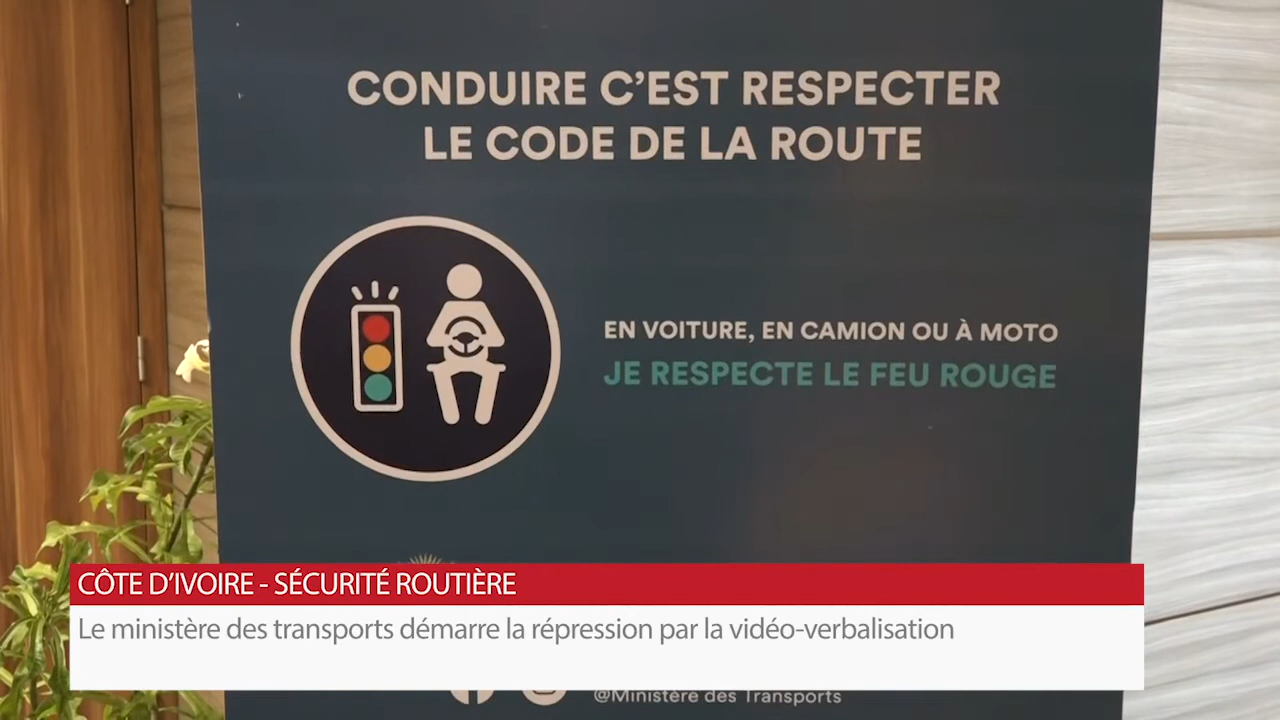 CONDUIRE C'EST RESPECTER
LE CODE DE LA ROUTE
EN VOITURE, EN CAMION OU À MOTO
JE RESPECTE LE FEU ROUGE
CÔTE D'IVOIRE - SÉCURITÉ ROUTIÈRE
Le ministère des transports démarre la répression par la vidéo-verbalisation
@Ministère des Transports